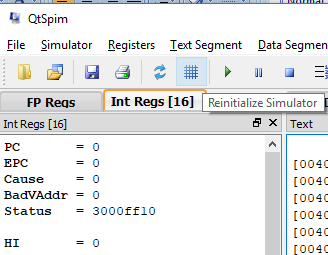 QtSpim
File Simulator Registers Text Segment Data Segme
FP Regs Int Regs [16] Reinitialize Simulator
Int Regs [16] Text
PC = 0
EPC = 0
Cause = 0
BadVAddr = 0
Status = 3000ff10
HI = 0
[0040
[0040
[0040
[0040
[0040
[0040